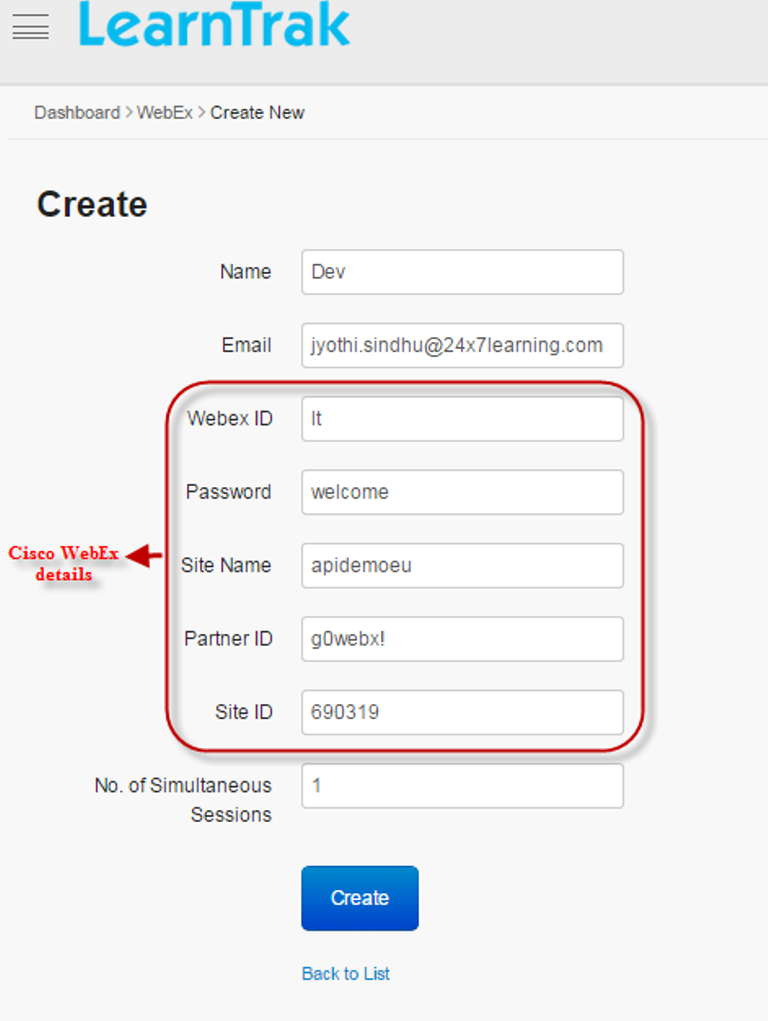 LearnTrak
Dashboard > WebEx > Create New
Create
Name Dev
Email jyothi.sindhu@24x7learning.com
Webex ID lt
Password welcome
Cisco WebEx
details
Site Name apidemoeu
Partner ID g0webx!
Site ID 690319
No. of Simultaneous 1
Sessions
Create
Back to List